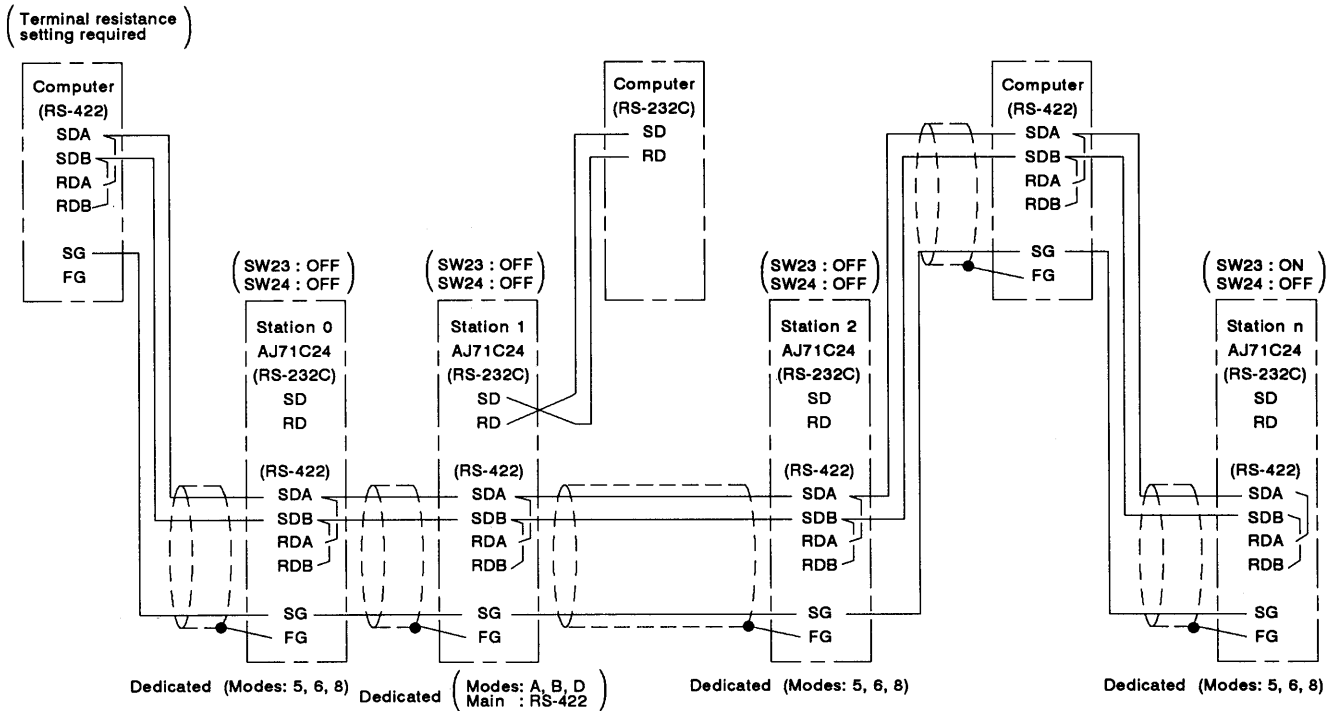 (Terminal resistance
setting required)
Computer
(RS-422)
SDA
SDB
RDA
RDB
SG
FG
Computer
(RS-232C)
SD
RD
Computer
(RS-422)
SDA
SDB
RDA
RDB
SG
FG
(SW23 : OFF
SW24 : OFF)
Station 0
AJ71C24
(RS-232C)
SD
RD
(RS-422)
SDA
SDB
RDA
RDB
SG
FG
Dedicated (Modes: 5, 6, 8)
(SW23 : OFF
SW24 : OFF)
Station 1
AJ71C24
(RS-232C)
SD
RD
(RS-422)
SDA
SDB
RDA
RDB
SG
FG
Dedicated (Modes: A, B, D
Main : RS-422)
(SW23 : OFF
SW24 : OFF)
Station 2
AJ71C24
(RS-232C)
SD
RD
(RS-422)
SDA
SDB
RDA
RDB
SG
FG
Dedicated (Modes: 5, 6, 8)
(SW23 : ON
SW24 : OFF)
Station n
AJ71C24
(RS-232C)
SD
RD
(RS-422)
SDA
SDB
RDA
RDB
SG
FG
Dedicated (Modes: 5, 6, 8)